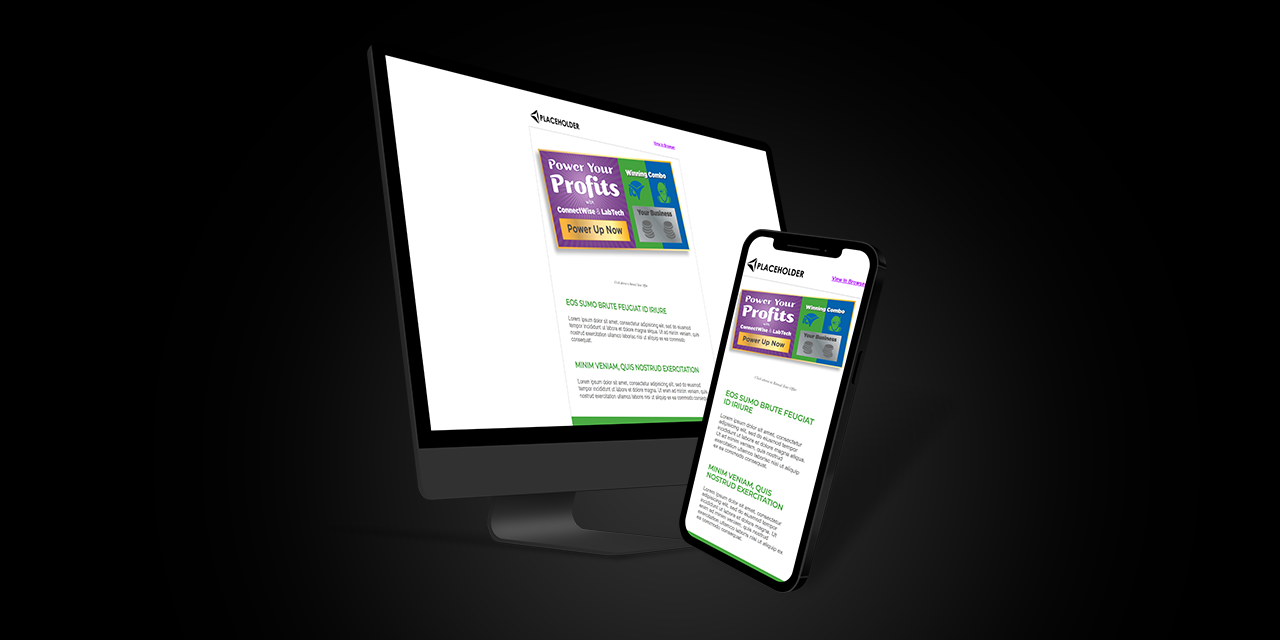 PLACEHOLDER
View In Browser
Power Your
Profits
with
ConnectWise & LabTech
Power Up Now
Winning Combo
Your Business
EOS SUMO BRUTE FEUGIAT ID IRIURE
Lorem ipsum dolor sit amet, consectetur adipisicing elit, sed do eiusmod
tempor incididunt ut labore et dolore magna aliqua. Ut ad minim veniam, quis
nostrud exercitation ullamco laborisi, nisi ut aliquip ex ea commodo
consequat.
MINIM VENIAM, QUIS NOSTRUD EXERCITATION
Lorem ipsum dolor sit amet, consectetur adipisicing elit, sed do eiusmod
tempor incididunt ut labore et dolore magna aliqua. Ut enim ad minim veniam, quis
nostrud exercitation ullamco laboris nisi ut aliquip ex ea commodo consequat.
PLACEHOLDER
View In Browser
Power Your
Profits
with
ConnectWise & LabTech
Power Up Now
Winning Combo
Your Business
EOS SUMO BRUTE FEUGIAT
ID IRIURE
Lorem ipsum dolor sit amet, consectetur
adipisicing elit, sed do eiusmod tempor
incididunt ut labore et dolore magna aliqua.
Ut ad minim veniam, quis nostrud
exercitation ullamco laborisi, nisi ut aliquip
ex ea commodo consequat.
MINIM VENIAM, QUIS
NOSTRUD EXERCITATION
Lorem ipsum dolor sit amet, consectetur
adipisicing elit, sed do eiusmod tempor
incididunt ut labore et dolore magna aliqua.
Ut enim ad minim veniam, quis nostrud
exercitation ullamco laboris nisi ut aliquip ex ea
commodo consequat.